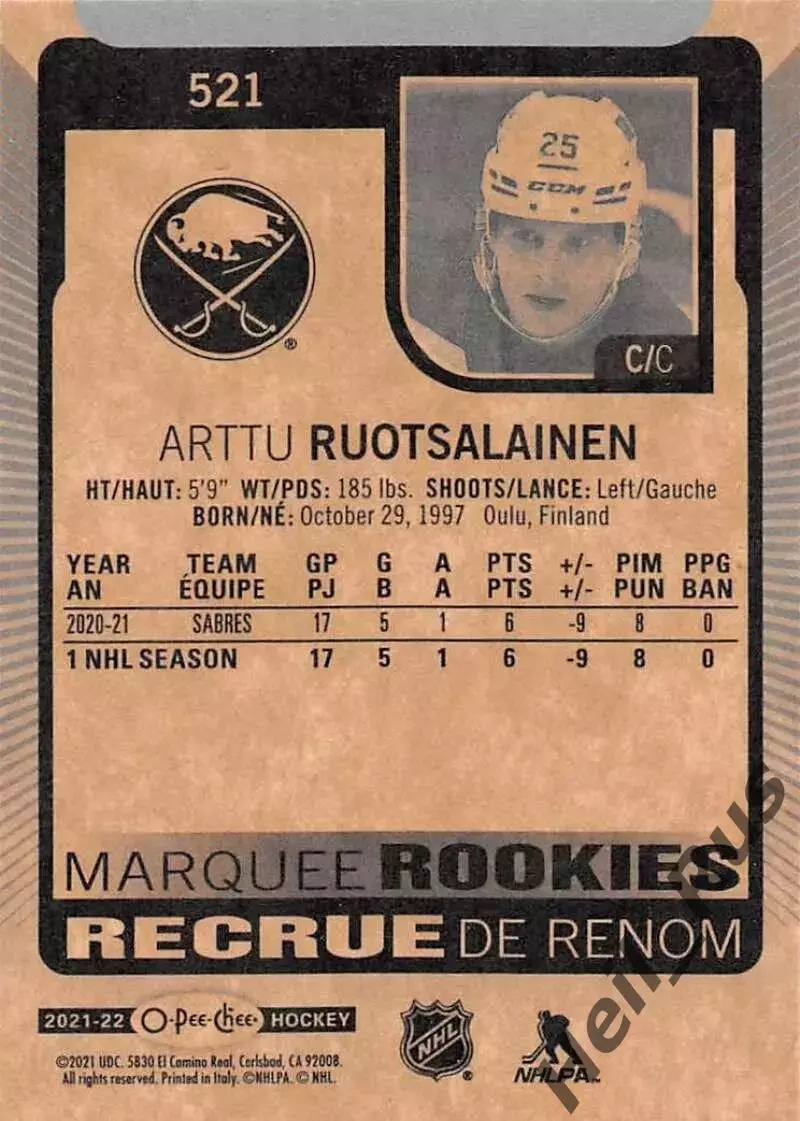 521
25
CCM
C/C
®
ARTTU RUOTSALAINEN
HT/HAUT: 5'9" WT/PDS: 185 lbs. SHOOTS/LANCE: Left/Gauche
BORN/NÉ: October 29, 1997 Oulu, Finland
YEAR TEAM GP G A PTS +/- PIM PPG
AN ÉQUIPE PJ B A PTS +/- PUN BAN
2020-21 SABRES 17 5 1 6 -9 8 0
1 NHL SEASON 17 5 1 6 -9 8 0
MARQUEE ROOKIES
RECRUE DE RENOM
2021-22 O-Pee-Chee HOCKEY
NHL ®
NHLPA
©2021 UDC. 5830 El Camino Real, Carlsbad, CA 92008.
All rights reserved. Printed in Italy. ©NHLPA. © NHL.